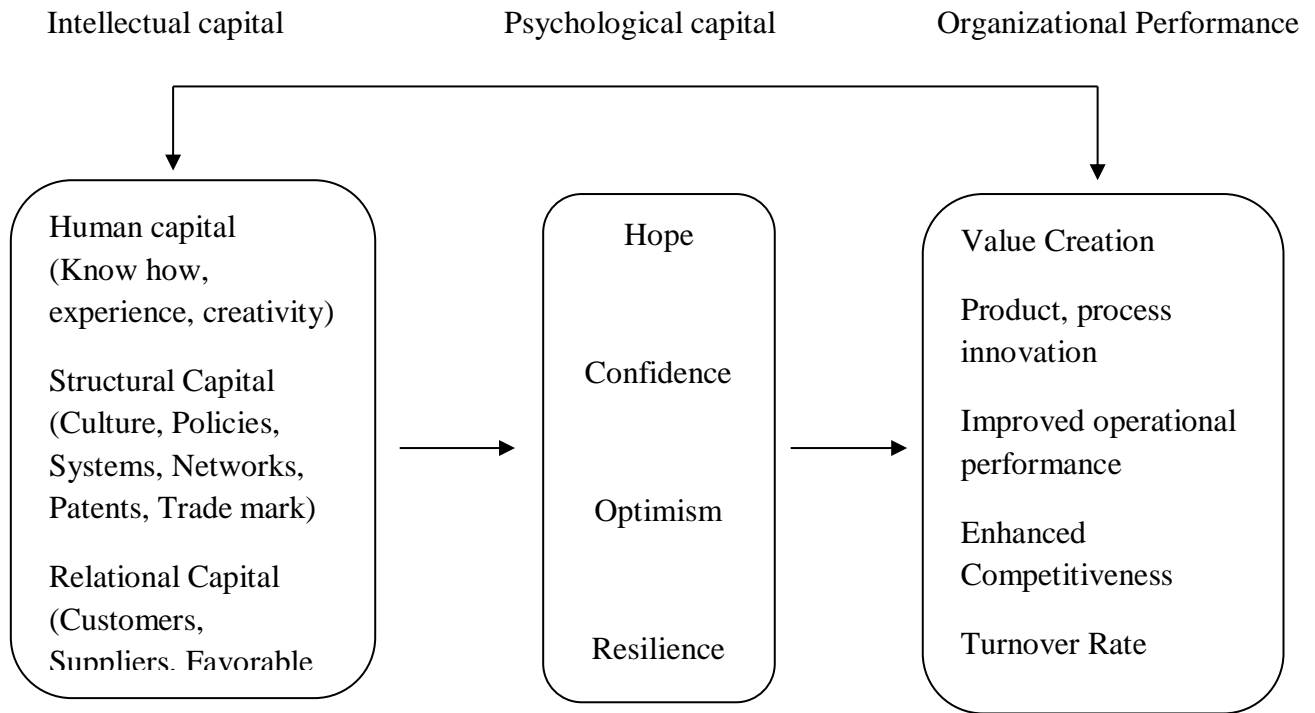 Intellectual capital
Psychological capital
Organizational Performance
Human capital
(Know how,
experience, creativity)
Structural Capital
(Culture, Policies,
Systems, Networks,
Patents, Trade mark)
Relational Capital
(Customers,
Suppliers, Favorable
Hope
Confidence
Optimism
Resilience
Value Creation
Product, process
innovation
Improved operational
performance
Enhanced
Competitiveness
Turnover Rate